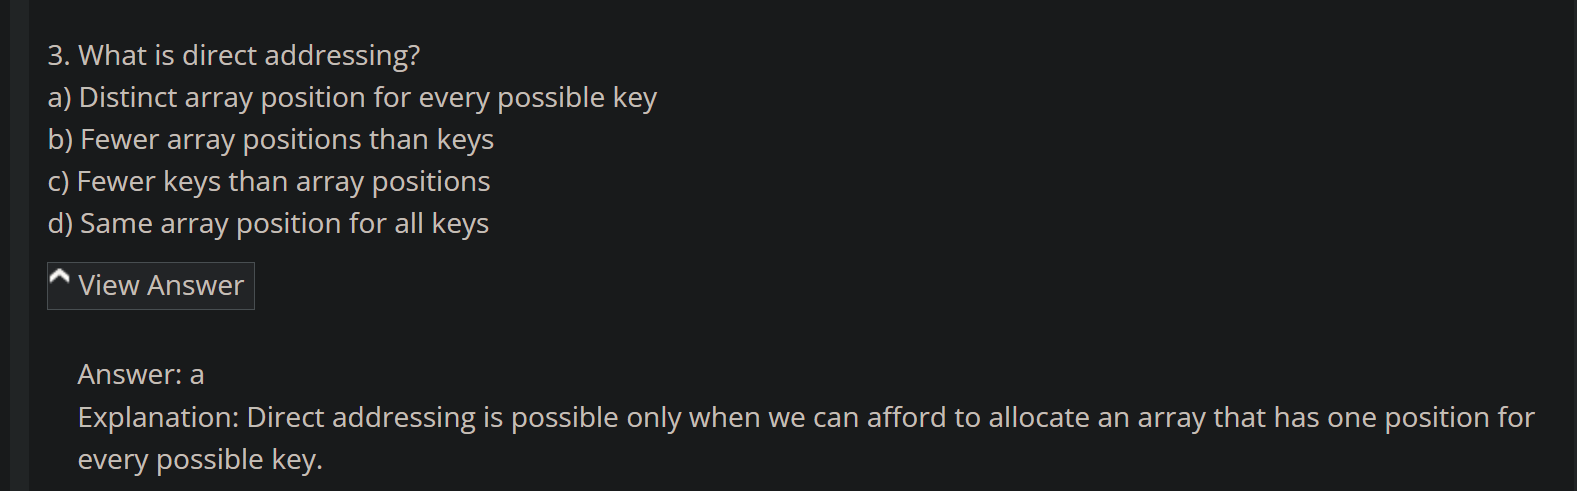 3. What is direct addressing?
a) Distinct array position for every possible key
b) Fewer array positions than keys
c) Fewer keys than array positions
d) Same array position for all keys
View Answer
Answer: a
Explanation: Direct addressing is possible only when we can afford to allocate an array that has one position for
every possible key.